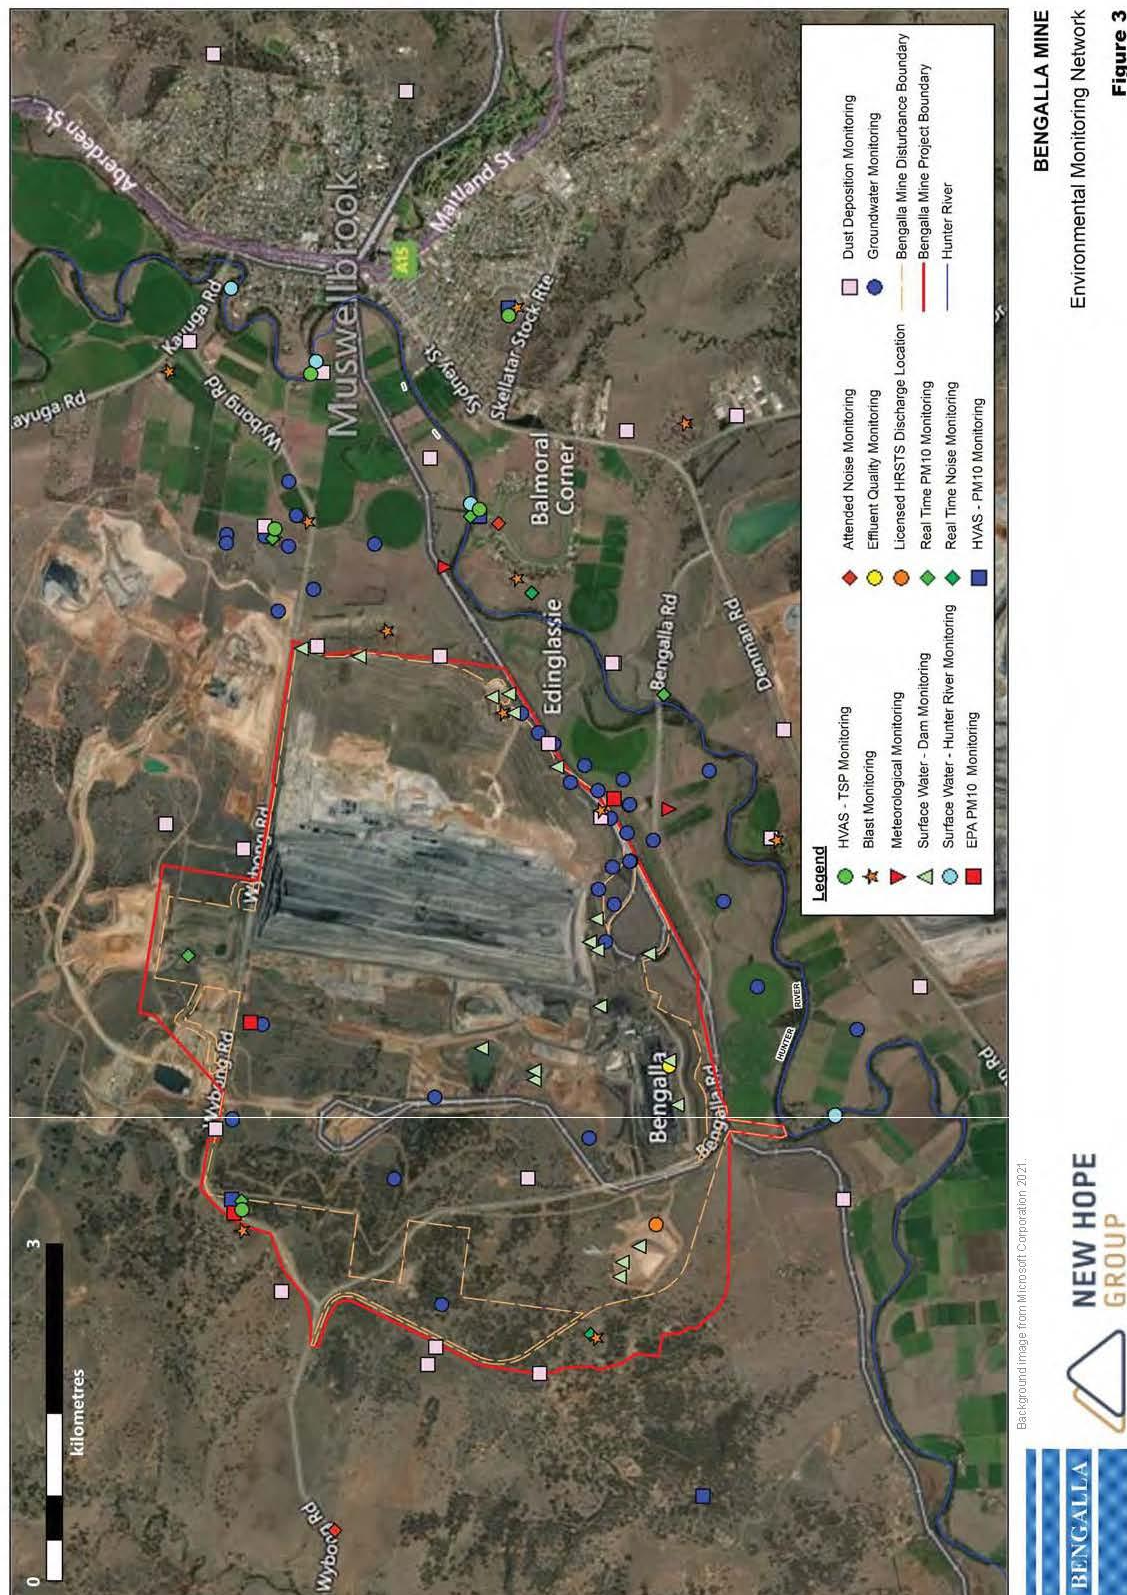 Aberdeen St
Muswellbrook
A15
Maitland St
Kayuga Rd
ayuga Rd
Wybong Rd
Sydney St
Skellatar Stock Rte
Balmoral
Corner
Edinglassie
Bengalla Rd
Denman Rd
Wybong Rd
Wybong Rd
Bengalla
Bengalla Rd
HUNTER
RIVER
n Rd
Wybong Rd
0
3
kilometres
Legend
HVAS - TSP Monitoring
Blast Monitoring
Meteorological Monitoring
Surface Water - Dam Monitoring
Surface Water - Hunter River Monitoring
EPA PM10 Monitoring
Attended Noise Monitoring
Effluent Quality Monitoring
Licensed HRSTS Discharge Location
Real Time PM10 Monitoring
Real Time Noise Monitoring
HVAS - PM10 Monitoring
Dust Deposition Monitoring
Groundwater Monitoring
Bengalla Mine Disturbance Boundary
Bengalla Mine Project Boundary
Hunter River
Background image from Microsoft Corporation 2021.
BENGALLA
NEW HOPE
GROUP
BENGALLA MINE
Environmental Monitoring Network
Figure 3